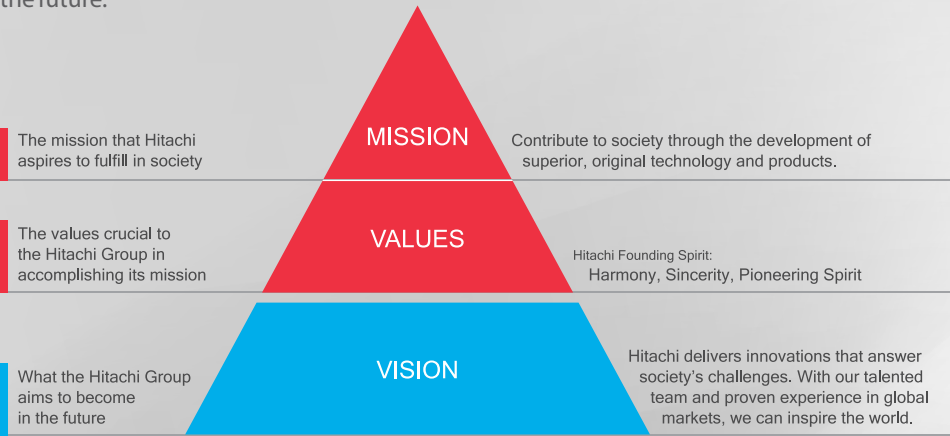 the future.
The mission that Hitachi
aspires to fulfill in society
MISSION
Contribute to society through the development of
superior, original technology and products.
The values crucial to
the Hitachi Group in
accomplishing its mission
VALUES
Hitachi Founding Spirit:
Harmony, Sincerity, Pioneering Spirit
What the Hitachi Group
aims to become
in the future
VISION
Hitachi delivers innovations that answer
society's challenges. With our talented
team and proven experience in global
markets, we can inspire the world.